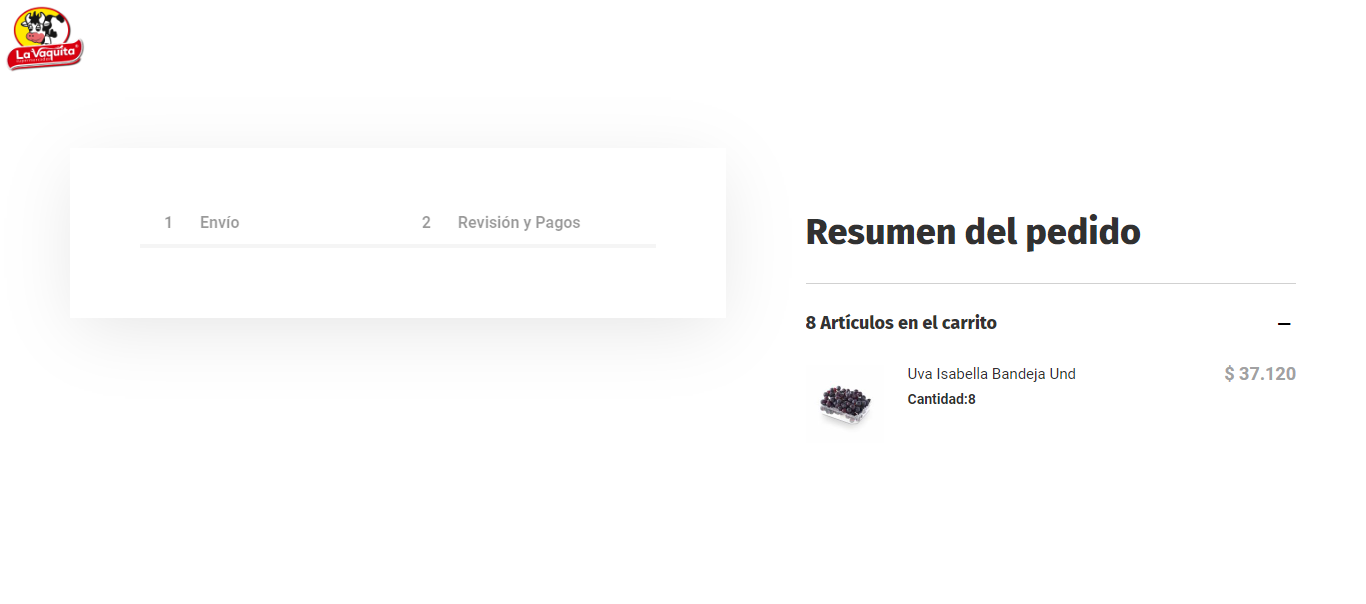 La Vaquita
1 Envío
2 Revisión y Pagos
Resumen del pedido
8 Artículos en el carrito
Uva Isabella Bandeja Und
$ 37.120
Cantidad:8